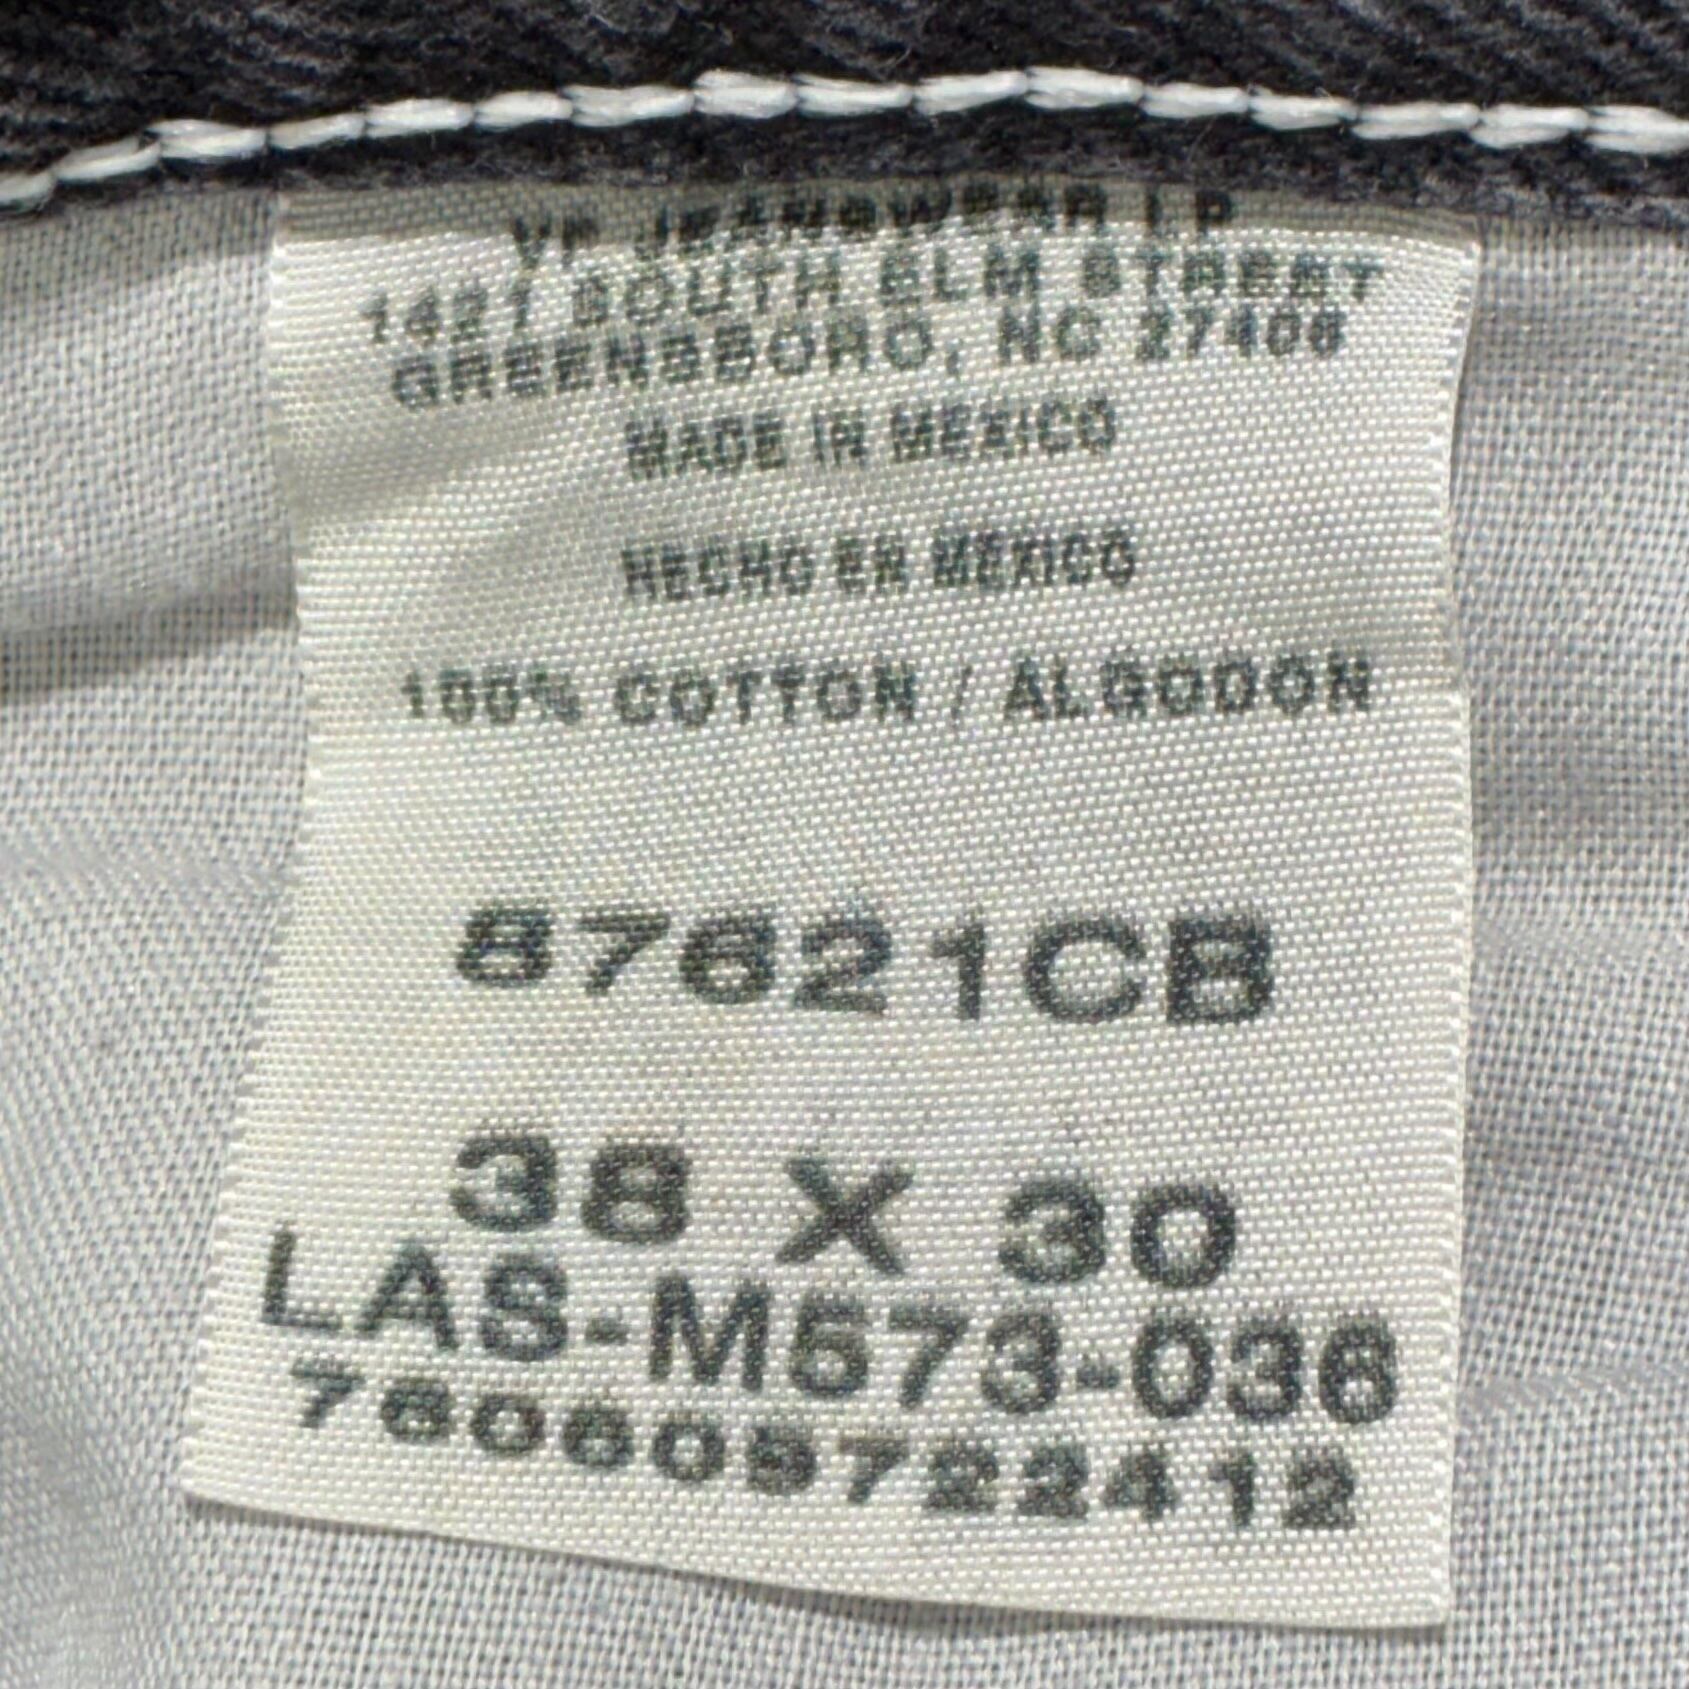 VF JEANSWEAR LP
1421 SOUTH ELM STREET
GREENSBORO, NC 27406
MADE IN MEXICO
HECHO EN MEXICO
100% COTTON / ALGODON
87621CB
38 X 30
LAS-M573-036
760609722412